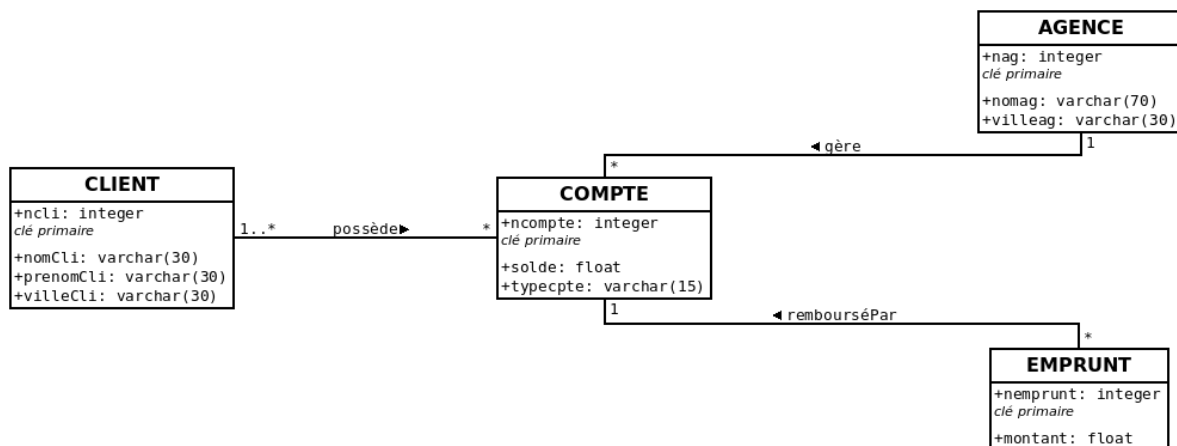 AGENCE
+nag: integer
clé primaire
+nomag: varchar(70)
+villeag: varchar(30)
1
◄ gère
*
CLIENT
+ncli: integer
clé primaire
+nomCli: varchar(30)
+prenomCli: varchar(30)
+villeCli: varchar(30)
1..*
possède►
*
COMPTE
+ncompte: integer
clé primaire
+solde: float
+typecpte: varchar(15)
1
◄ rembourséPar
*
EMPRUNT
+nemprunt: integer
clé primaire
+montant: float